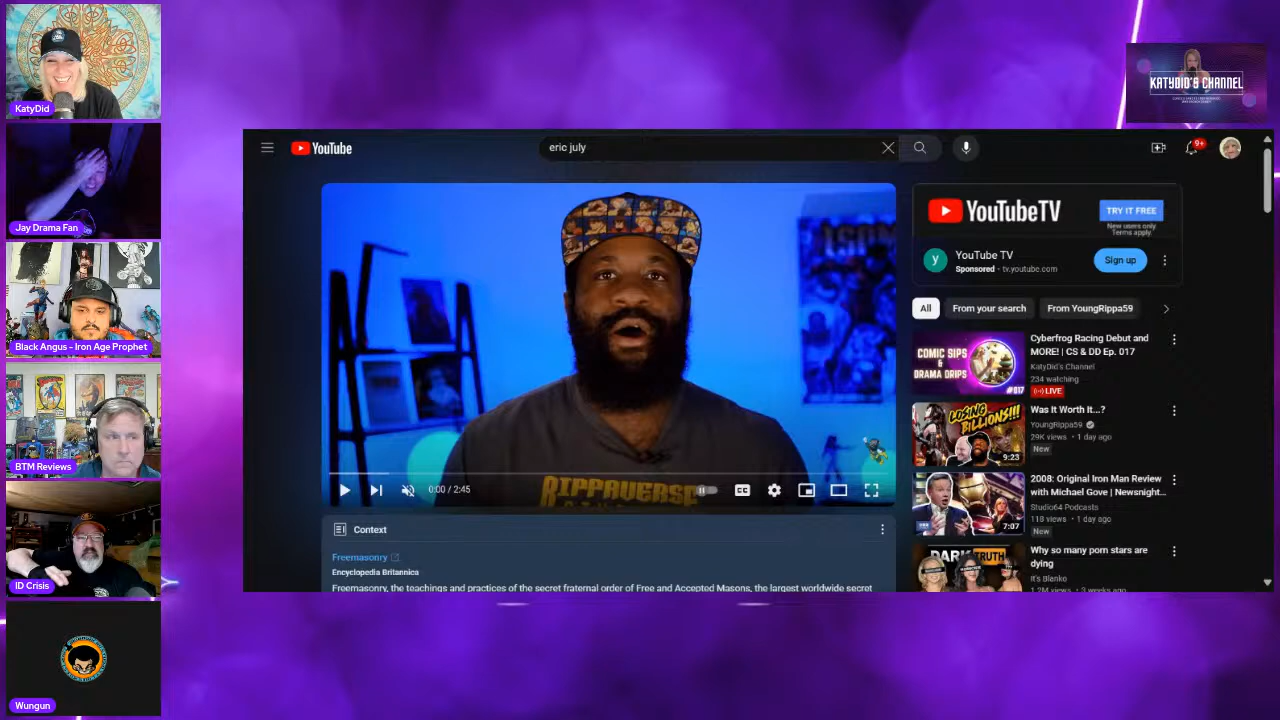 KatyDid
Jay Drama Fan
Black Angus - Iron Age Prophet
BTM Reviews
ID Crisis
Wungun
KATYDID'S CHANNEL
YouTube
eric july
9+
RIPPAVERSE
0:00 / 2:45
CC
Context
Freemasonry
Encyclopedia Britannica
Freemasonry, the teachings and practices of the secret fraternal order of Free and Accepted Masons, the largest worldwide secret
YouTubeTV
TRY IT FREE
New users only
Terms apply.
y
YouTube TV
Sponsored · tv.youtube.com
Sign up
All
From your search
From YoungRippa59
COMIC SIPS
&
DRAMA DRIPS
#017
Cyberfrog Racing Debut and
MORE! | CS & DD Ep. 017
KatyDid's Channel
234 watching
LIVE
LOSING
BILLIONS!!!
9:23
Was It Worth It...?
YoungRippa59
29K views · 1 day ago
New
7:07
2008: Original Iron Man Review
with Michael Gove | Newsnight...
Studio64 Podcasts
118 views · 1 day ago
New
DARK TRUTH
Why so many porn stars are
dying
It's Blanko
1.2M views · 3 weeks ago